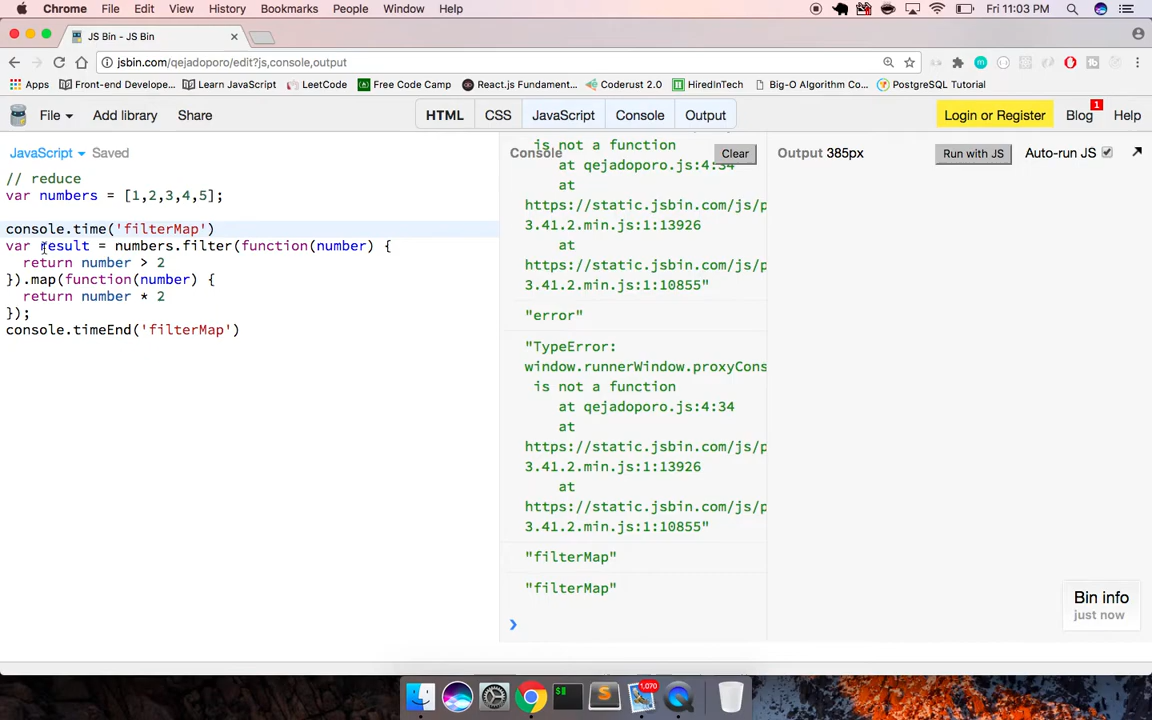 Chrome File Edit View History Bookmarks People Window Help Fri 11:03 PM
JS Bin - JS Bin
jsbin.com/qejadoporo/edit?js,console,output
Apps Front-end Develope... Learn JavaScript LeetCode Free Code Camp React.js Fundament... Coderust 2.0 HiredInTech Big-O Algorithm Co... PostgreSQL Tutorial
File Add library Share HTML CSS JavaScript Console Output Login or Register Blog 1 Help
JavaScript Saved
// reduce
var numbers = [1,2,3,4,5];
console.time('filterMap')
var result = numbers.filter(function(number) {
return number > 2
}).map(function(number) {
return number * 2
});
console.timeEnd('filterMap')
Console Clear
is not a function
at qejadoporo.js:4:34
at
https://static.jsbin.com/js/p
3.41.2.min.js:1:13926
at
https://static.jsbin.com/js/p
3.41.2.min.js:1:10855"
"error"
"TypeError:
window.runnerWindow.proxyCons
is not a function
at qejadoporo.js:4:34
at
https://static.jsbin.com/js/p
3.41.2.min.js:1:13926
at
https://static.jsbin.com/js/p
3.41.2.min.js:1:10855"
"filterMap"
"filterMap"
Output 385px Run with JS Auto-run JS
Bin info
just now
1,070